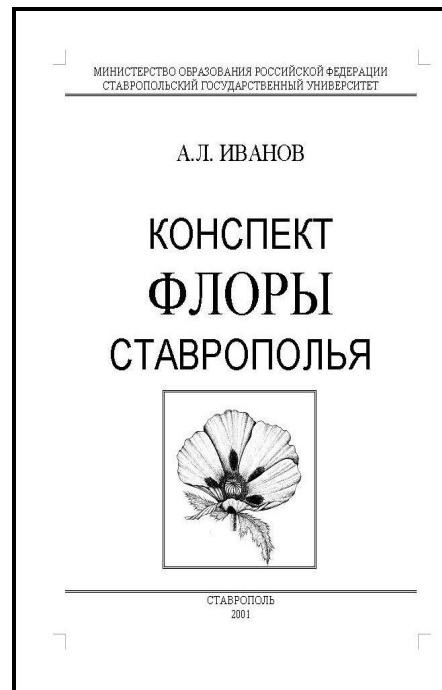 МИНИСТЕРСТВО ОБРАЗОВАНИЯ РОССИЙСКОЙ ФЕДЕРАЦИИ
СТАВРОПОЛЬСКИЙ ГОСУДАРСТВЕННЫЙ УНИВЕРСИТЕТ
А.Л. ИВАНОВ
КОНСПЕКТ
ФЛОРЫ
СТАВРОПОЛЬЯ
СТАВРОПОЛЬ
2001